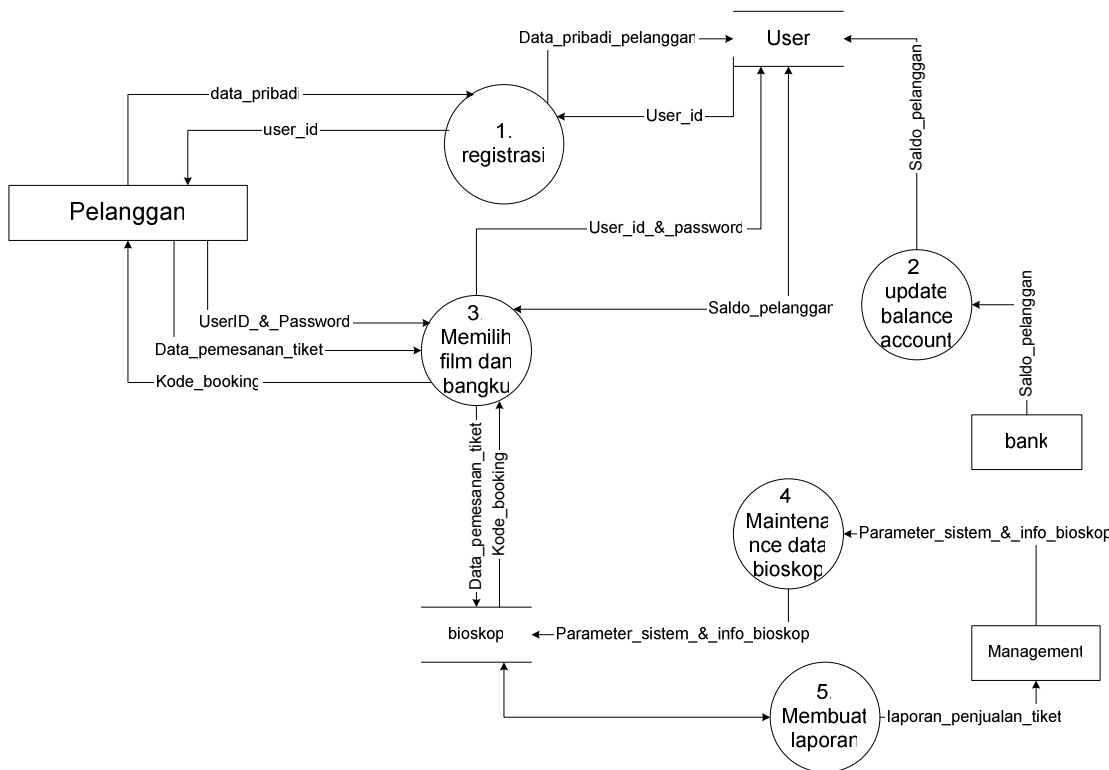 Data_pribadi_pelanggan
User
data_pribadi
User_id
1.
registrasi
user_id
Saldo_pelanggan
Pelanggan
User_id_&_password
2
update
balance
account
Saldo_pelanggan
Saldo_pelanggan
UserID_&_Password
3.
Memilih
film dan
bangku
Data_pemesanan_tiket
Kode_booking
bank
Data_pemesanan_tiket
Kode_booking
4
Maintena
nce data
bioskop
Parameter_sistem_&_info_bioskop
bioskop
Parameter_sistem_&_info_bioskop
Management
5.
Membuat
laporan
laporan_penjualan_tiket